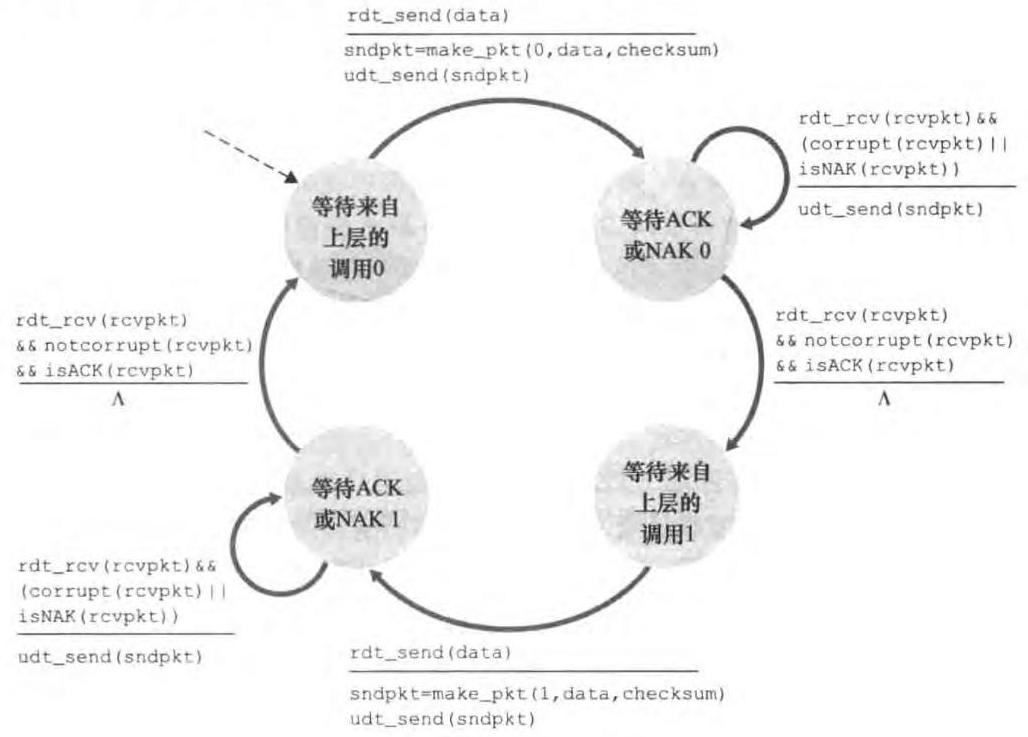 rdt_send(data)
sndpkt=make_pkt(0,data,checksum)
udt_send(sndpkt)
rdt_rcv(rcvpkt)&&
(corrupt(rcvpkt)||
isNAK(rcvpkt))
udt_send(sndpkt)
等待来自
上层的
调用0
等待ACK
或NAK 0
rdt_rcv(rcvpkt)
&& notcorrupt(rcvpkt)
&& isACK(rcvpkt)
Λ
rdt_rcv(rcvpkt)
&& notcorrupt(rcvpkt)
&& isACK(rcvpkt)
Λ
等待ACK
或NAK 1
等待来自
上层的
调用1
rdt_rcv(rcvpkt)&&
(corrupt(rcvpkt)||
isNAK(rcvpkt))
udt_send(sndpkt)
rdt_send(data)
sndpkt=make_pkt(1,data,checksum)
udt_send(sndpkt)